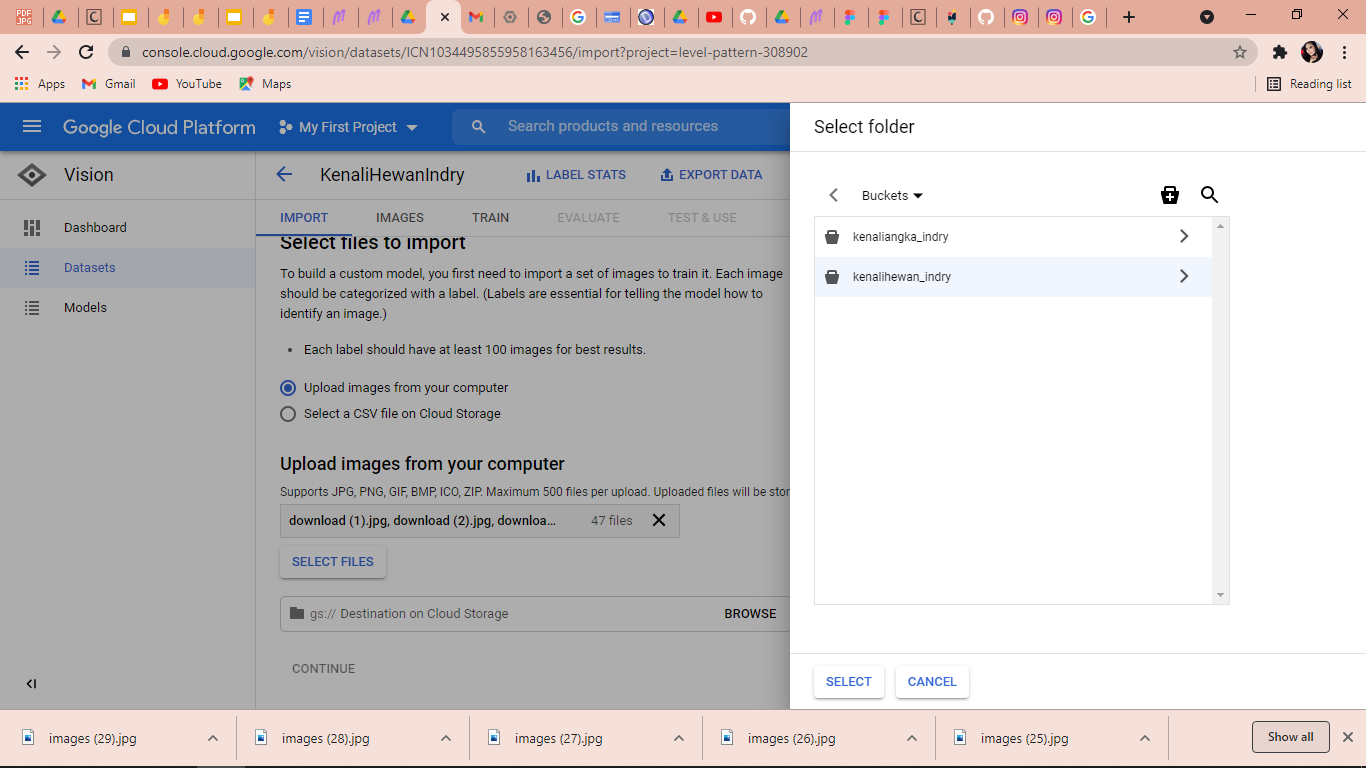 console.cloud.google.com/vision/datasets/ICN1034495855958163456/import?project=level-pattern-308902
Apps
Gmail
YouTube
Maps
Reading list
Google Cloud Platform
My First Project
Search products and resources
Vision
Dashboard
Datasets
Models
KenaliHewanIndry
LABEL STATS
EXPORT DATA
IMPORT
IMAGES
TRAIN
EVALUATE
TEST & USE
Select files to import
To build a custom model, you first need to import a set of images to train it. Each image
should be categorized with a label. (Labels are essential for telling the model how to
identify an image.)
• Each label should have at least 100 images for best results.
Upload images from your computer
Select a CSV file on Cloud Storage
Upload images from your computer
Supports JPG, PNG, GIF, BMP, ICO, ZIP. Maximum 500 files per upload. Uploaded files will be stor
download (1).jpg, download (2).jpg, downloa...
47 files
SELECT FILES
gs:// Destination on Cloud Storage
BROWSE
CONTINUE
Select folder
Buckets
kenaliangka_indry
kenalihewan_indry
SELECT
CANCEL
images (29).jpg
images (28).jpg
images (27).jpg
images (26).jpg
images (25).jpg
Show all